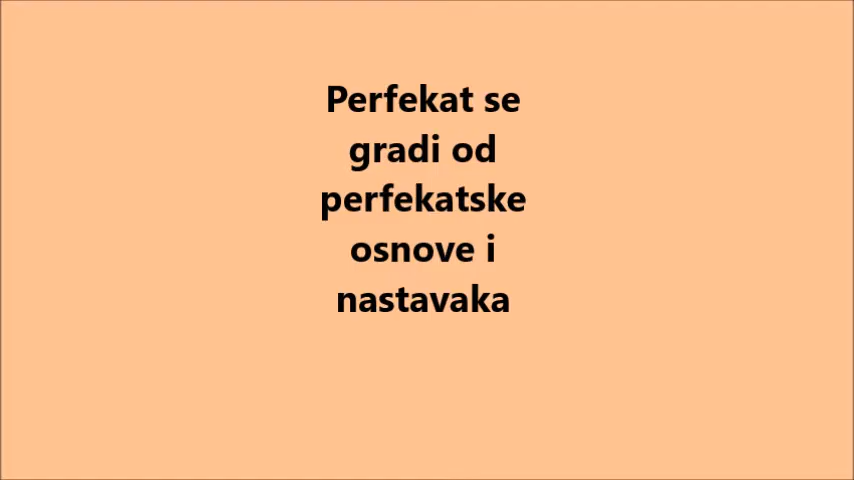 Perfekat se
gradi od
perfekatske
osnove i
nastavaka